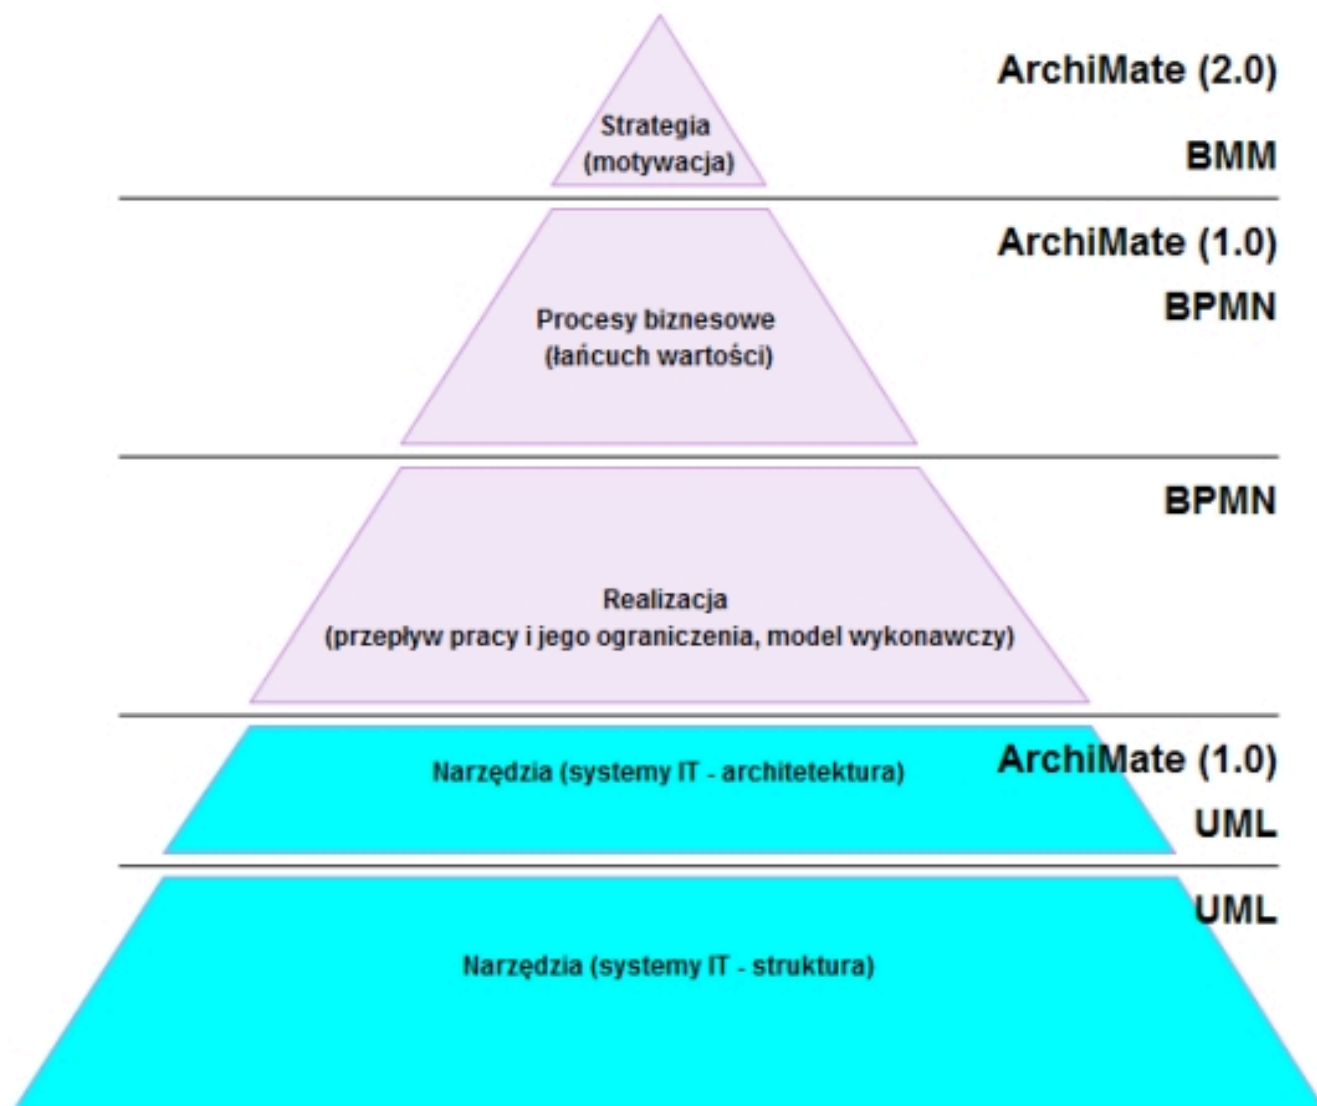 ArchiMate (2.0)
Strategia
(motywacja)
BMM
ArchiMate (1.0)
BPMN
Procesy biznesowe
(łańcuch wartości)
BPMN
Realizacja
(przepływ pracy i jego ograniczenia, model wykonawczy)
Narzędzia (systemy IT - architetektura)
ArchiMate (1.0)
UML
UML
Narzędzia (systemy IT - struktura)